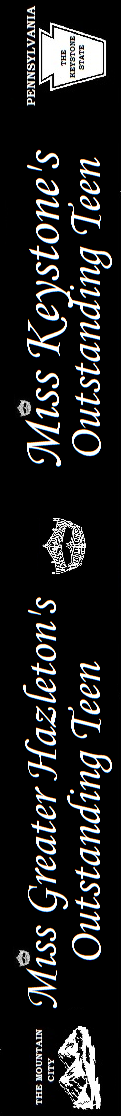 THE MOUNTAIN
CITY
Miss Greater Hazleton's
Outstanding Teen
Miss Keystone's
Outstanding Teen
PENNSYLVANIA
THE
KEYSTONE
STATE